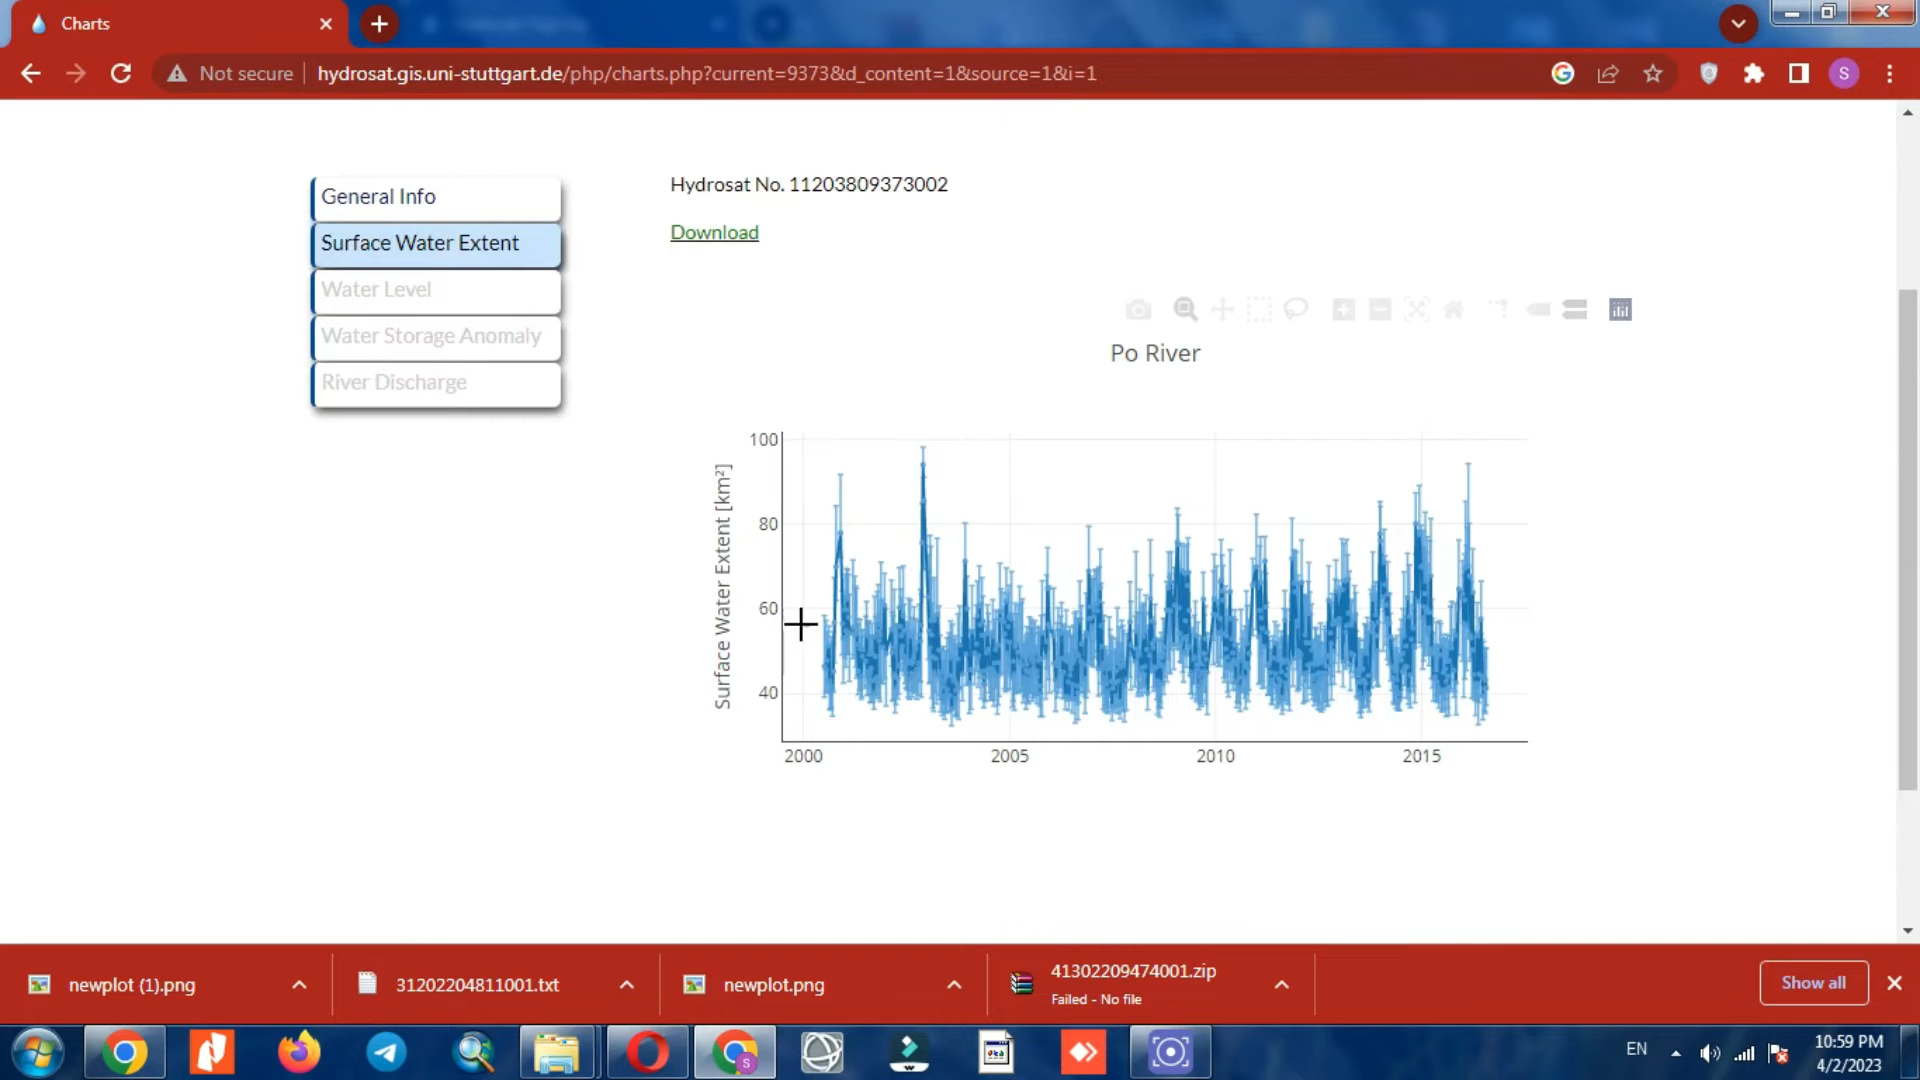 Charts
Not secure
hydrosat.gis.uni-stuttgart.de/php/charts.php?current=9373&d_content=1&source=1&i=1
S
General Info
Surface Water Extent
Water Level
Water Storage Anomaly
River Discharge
Hydrosat No. 11203809373002
Download
Po River
Surface Water Extent [km²]
100
80
60
40
2000
2005
2010
2015
newplot (1).png
31202204811001.txt
newplot.png
41302209474001.zip
Failed - No file
Show all
S
W
EN
10:59 PM
4/2/2023